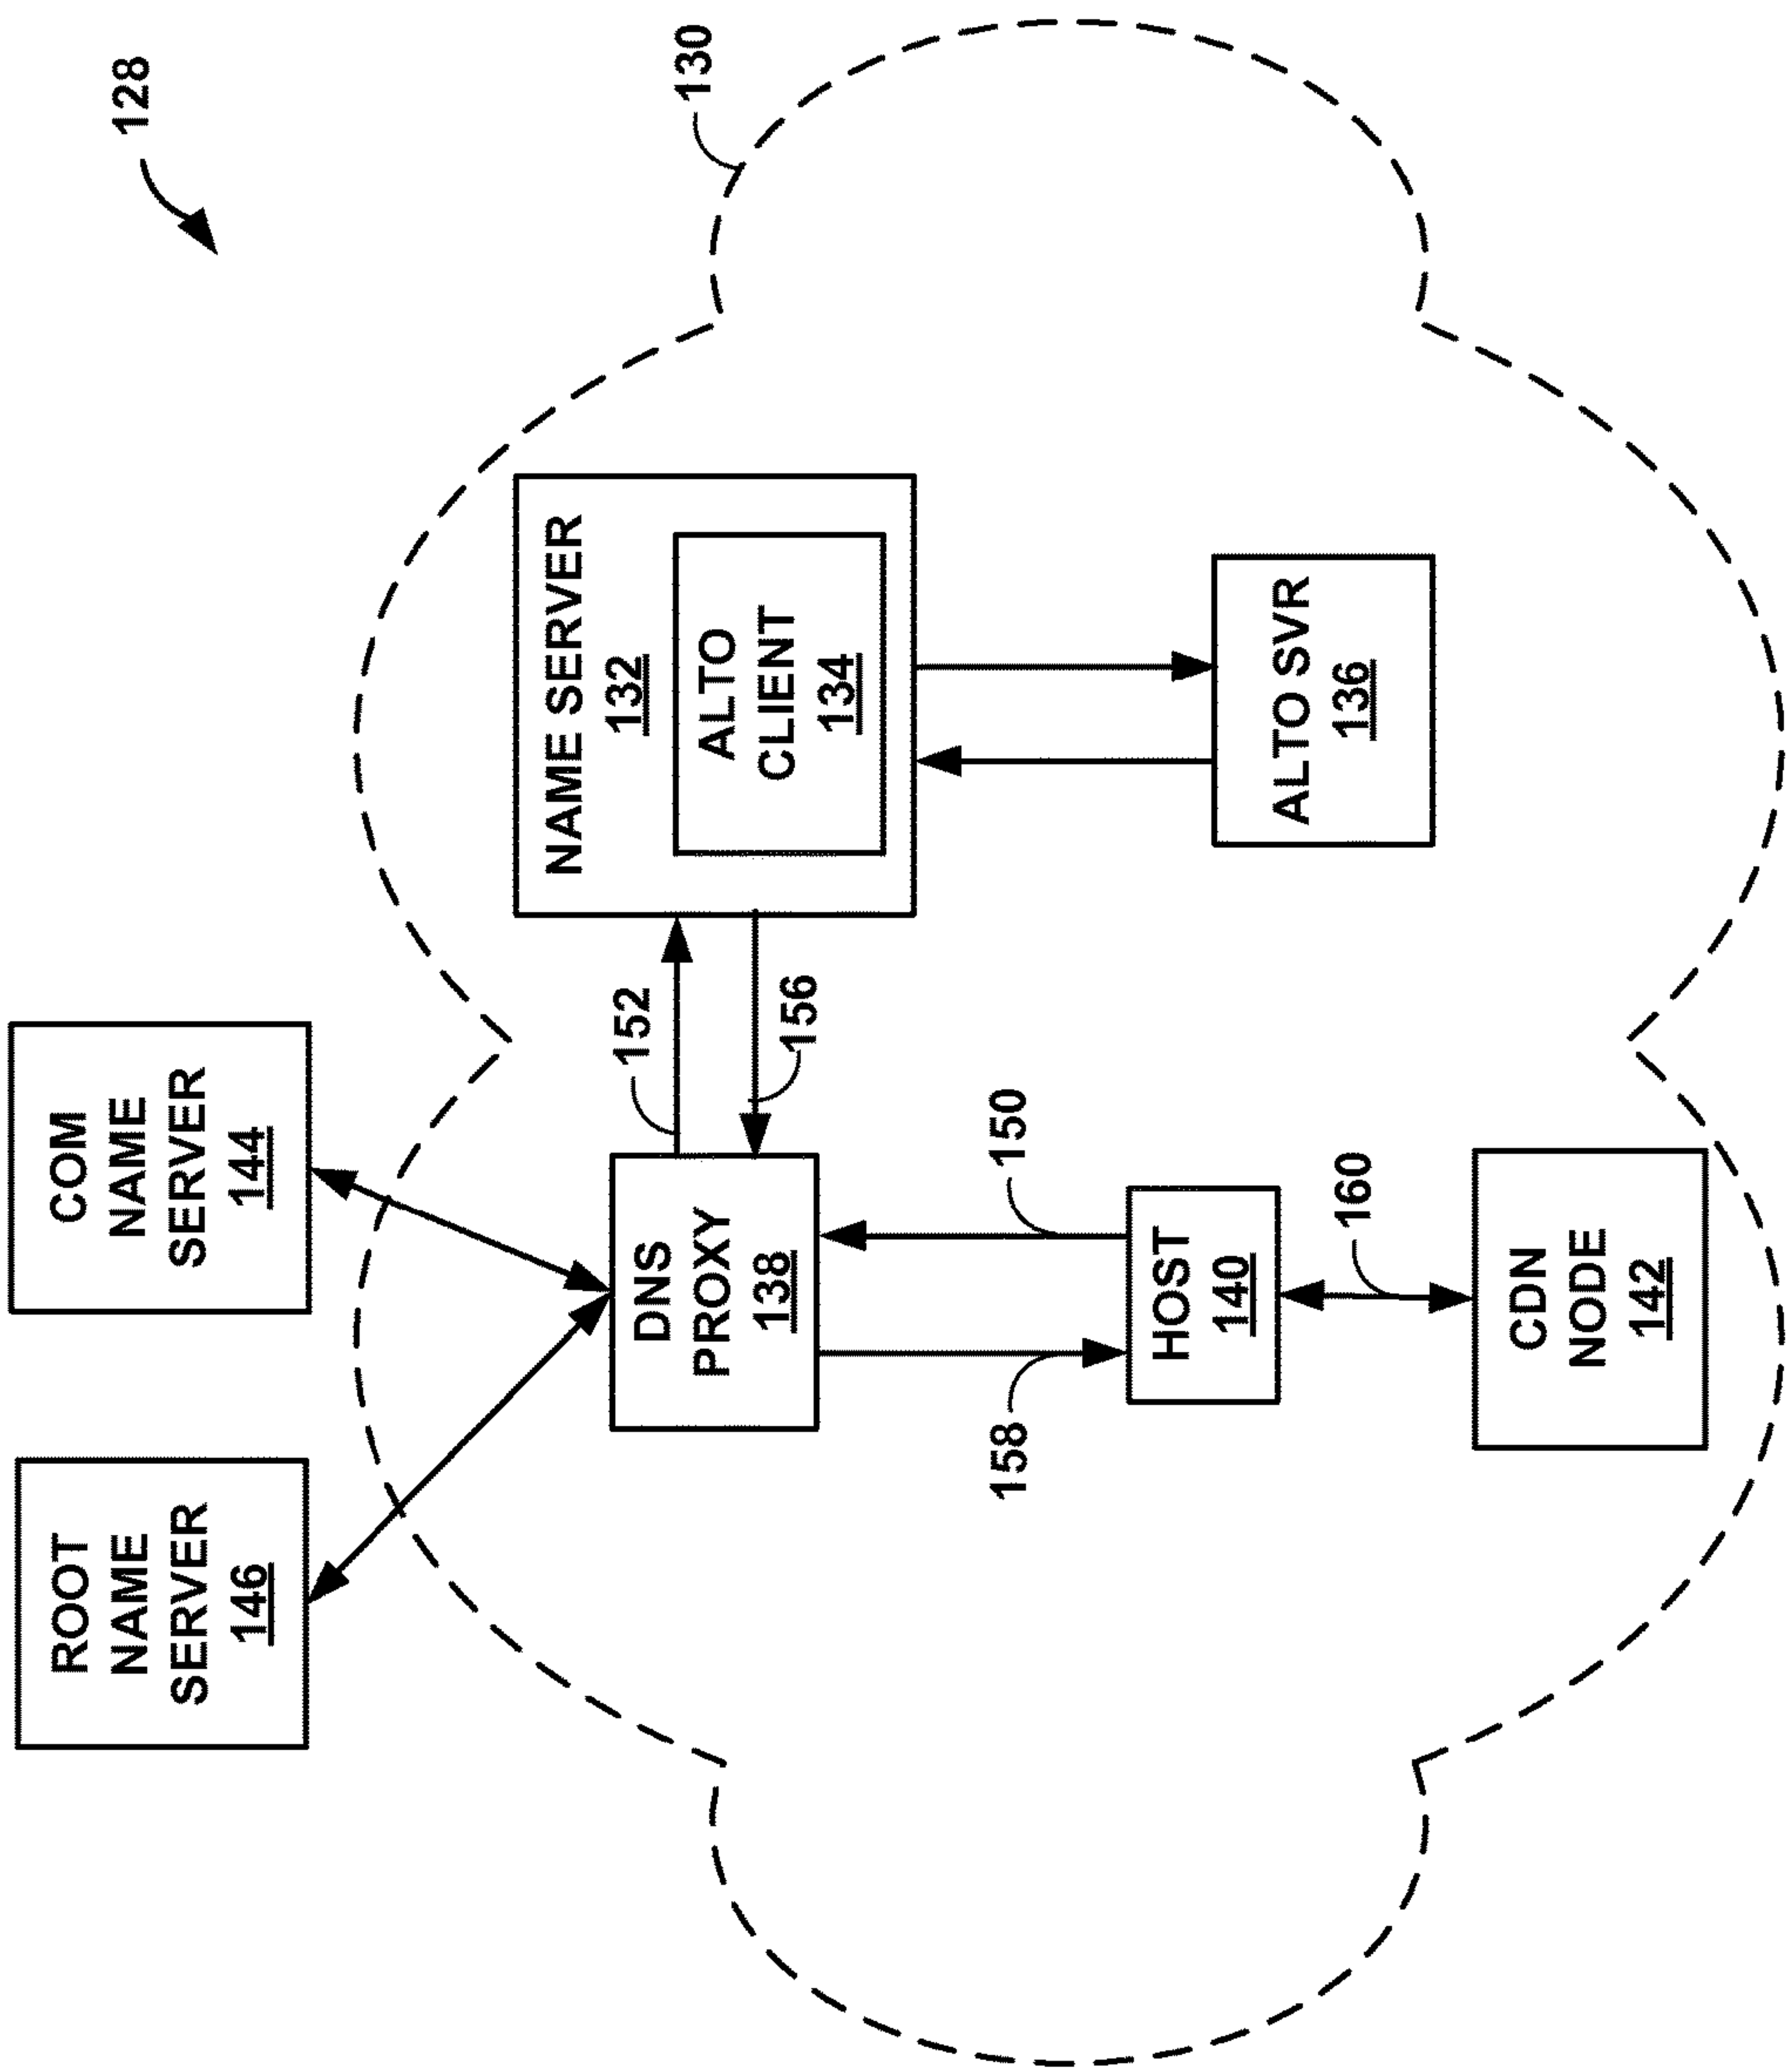 128
130
ROOT
NAME
SERVER
146
COM
NAME
SERVER
144
NAME SERVER
132
ALTO
CLIENT
134
152
156
DNS
PROXY
138
158
150
HOST
140
160
CDN
NODE
142
ALTO SVR
136